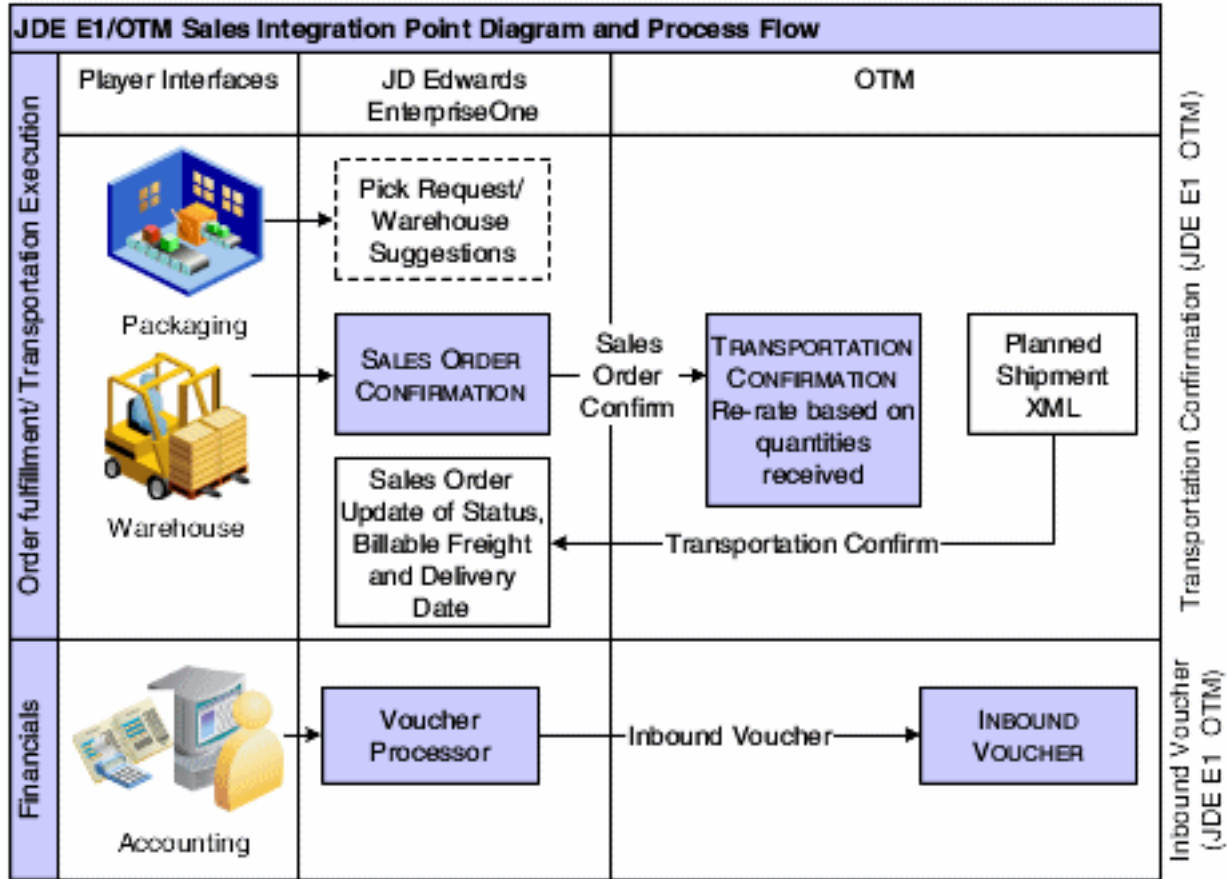 JDE E1/OTM Sales Integration Point Diagram and Process Flow
Player Interfaces
JD Edwards
EnterpriseOne
OTM
Order fulfillment/ Transportation Execution
Packaging
Pick Request/
Warehouse
Suggestions
Warehouse
SALES ORDER
CONFIRMATION
Sales
Order
Confirm
TRANSPORTATION
CONFIRMATION
Re-rate based on
quantities
received
Planned
Shipment
XML
Sales Order
Update of Status,
Billable Freight
and Delivery
Date
Transportation Confirm
Transportation Confirmation (JDE E1 OTM)
Financials
Accounting
Voucher
Processor
Inbound Voucher
INBOUND
VOUCHER
Inbound Voucher
(JDE E1 OTM)